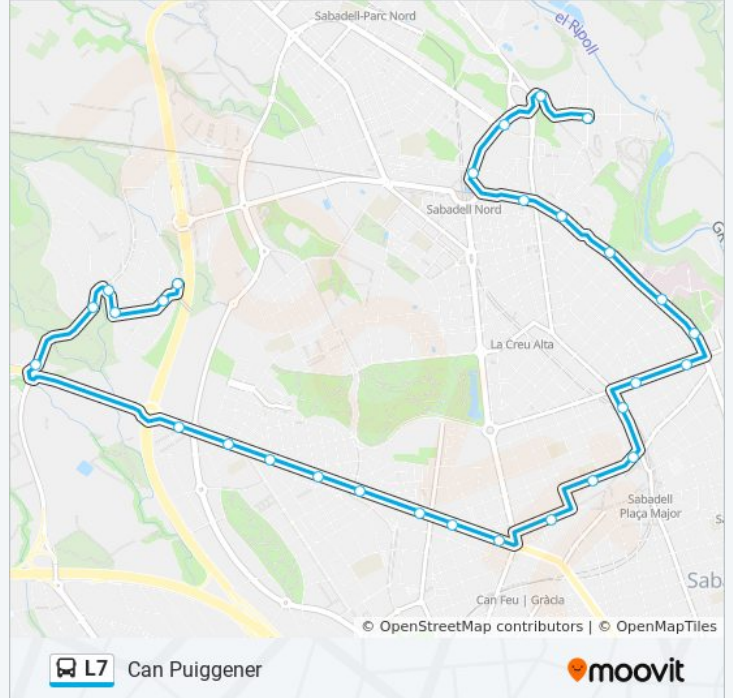 Sabadell-Parc Nord
el Ripoll
Sabadell Nord
La Creu Alta
Sabadell
Plaça Major
Sab
Can Feu | Gràcia
© OpenStreetMap contributors | © OpenMapTiles
L7 Can Puiggener
moovit